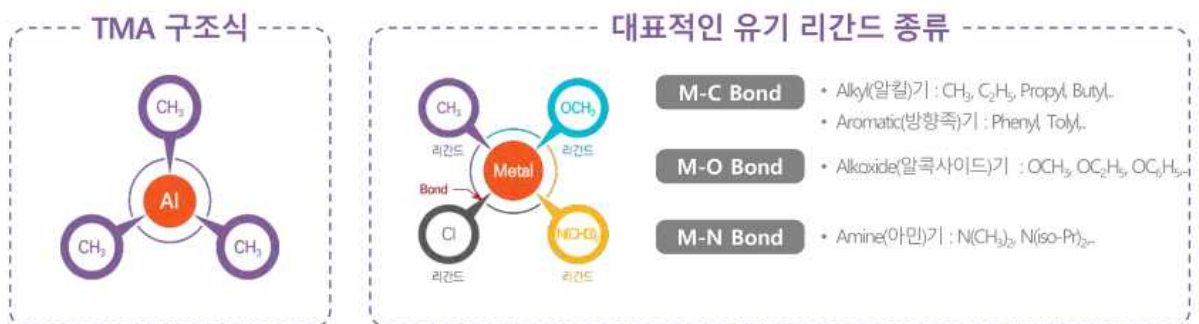 TMA 구조식
CH₃
Al
CH₃
CH₃
대표적인 유기 리간드 종류
CH₃
OCH₃
리간드
리간드
Metal
Bond
Cl
N(CH3)₂
리간드
리간드
M-C Bond
• Alkyl(알킬)기 : CH₃, C₂H₅, Propyl, Butyl,..
• Aromatic(방향족)기 : Phenyl, Tolyl,..
M-O Bond
• Alkoxide(알콕사이드)기 : OCH₃, OC₂H₅, OC₆H₅,..
M-N Bond
• Amine(아민)기 : N(CH₃)₂, N(iso-Pr)₂,..